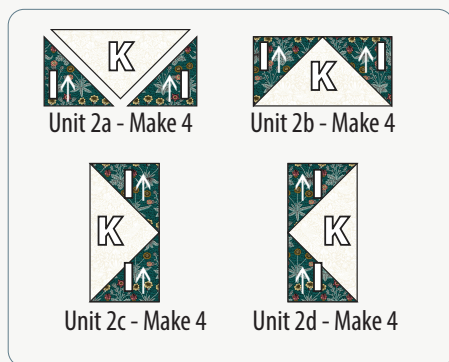 K
I I
Unit 2a - Make 4
I I
K
Unit 2b - Make 4
I
K
I
Unit 2c - Make 4
I
K
I
Unit 2d - Make 4